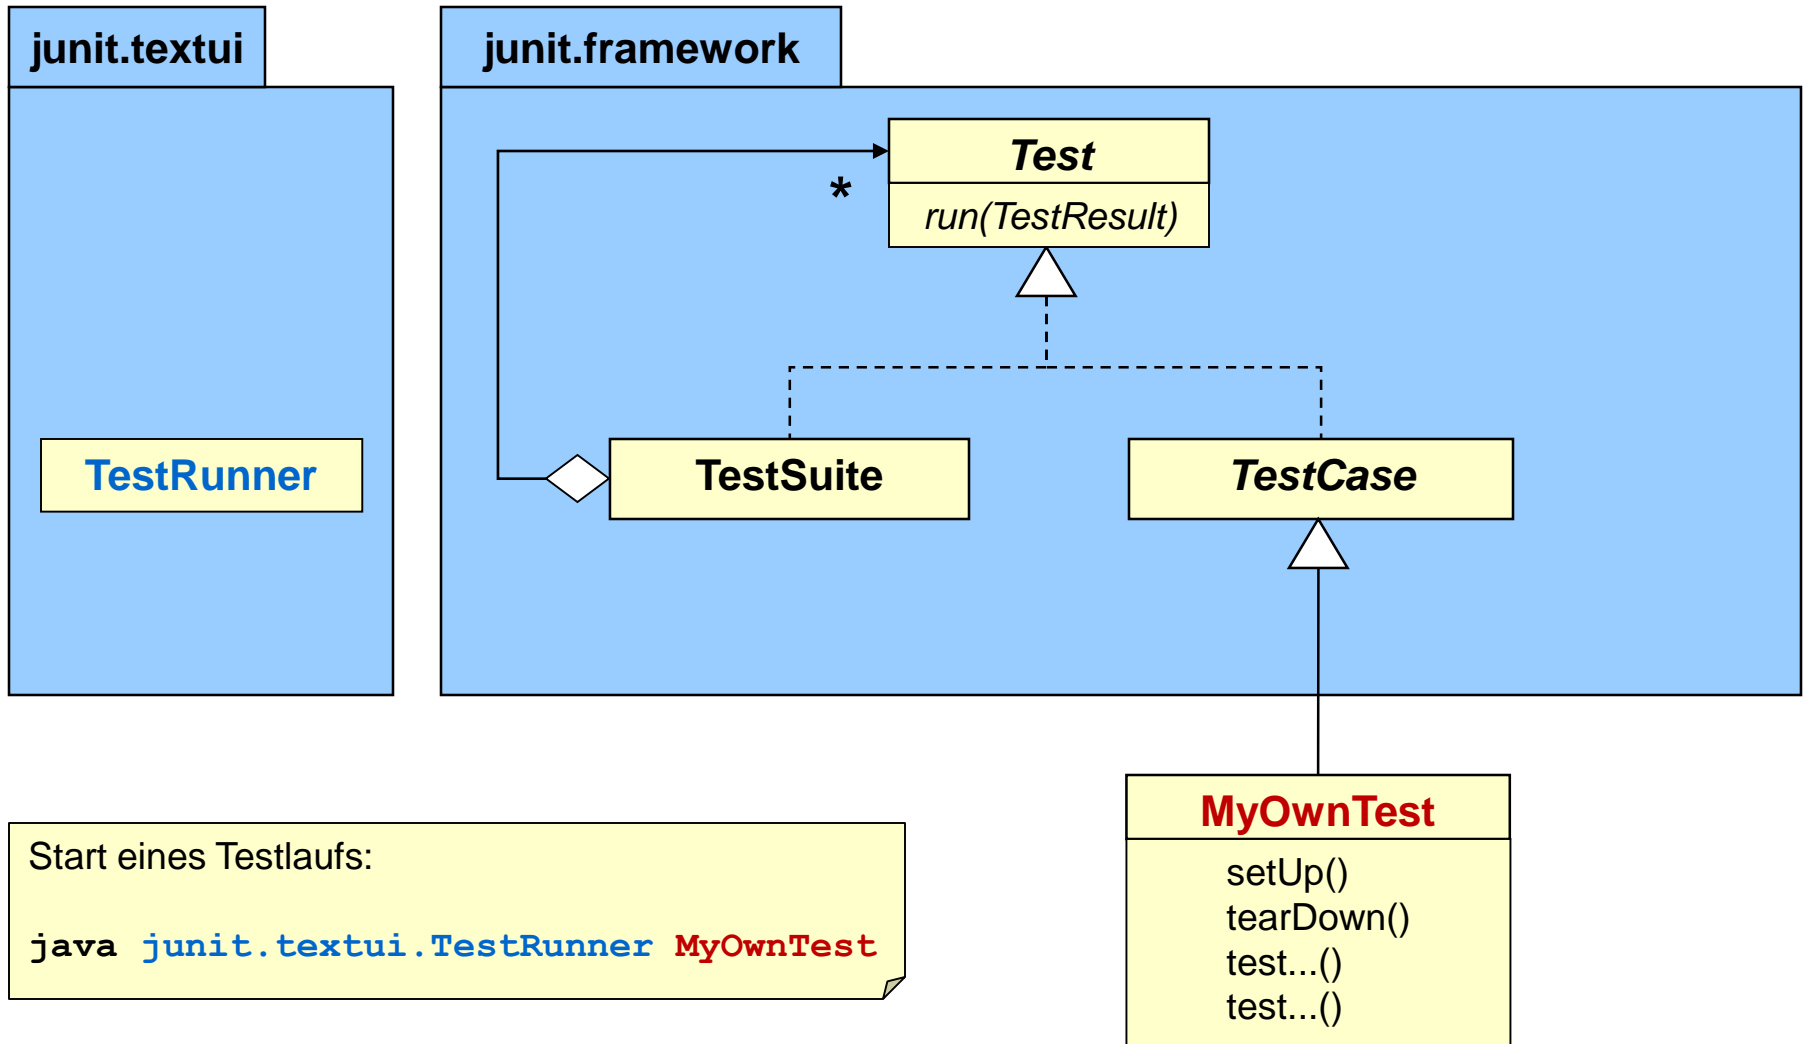 junit.textui
junit.framework
Test
*
run(TestResult)
TestRunner
TestSuite
TestCase
MyOwnTest
setUp()
tearDown()
test...()
test...()
Start eines Testlaufs:
java junit.textui.TestRunner MyOwnTest